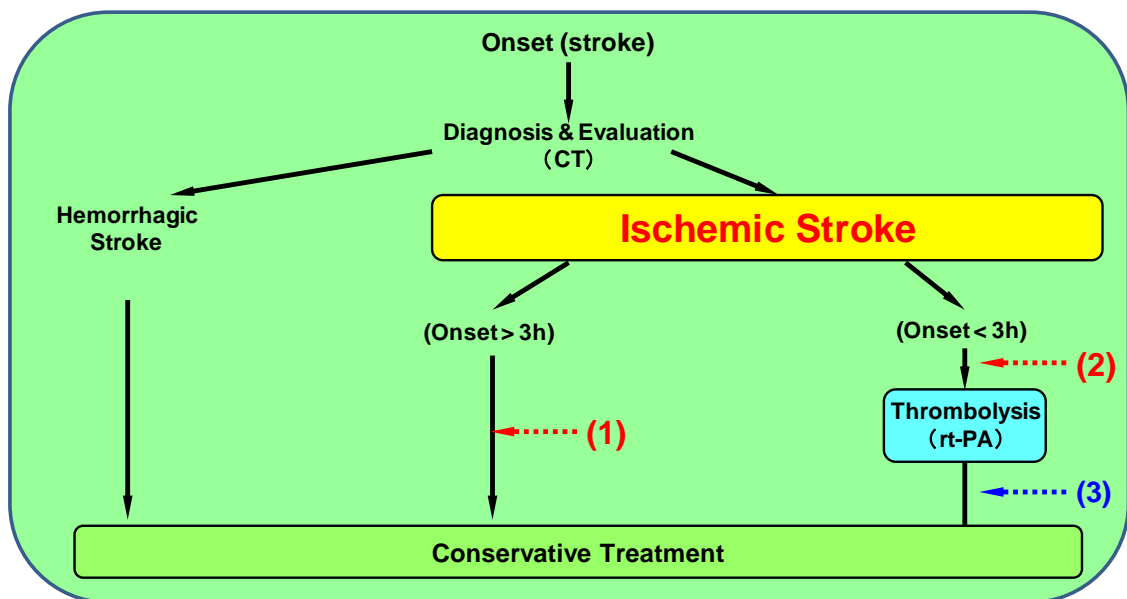 Onset (stroke)
Diagnosis & Evaluation
（CT）
Hemorrhagic
Stroke
Ischemic Stroke
(Onset > 3h)
(Onset < 3h)
(2)
Thrombolysis
（rt-PA）
(1)
(3)
Conservative Treatment